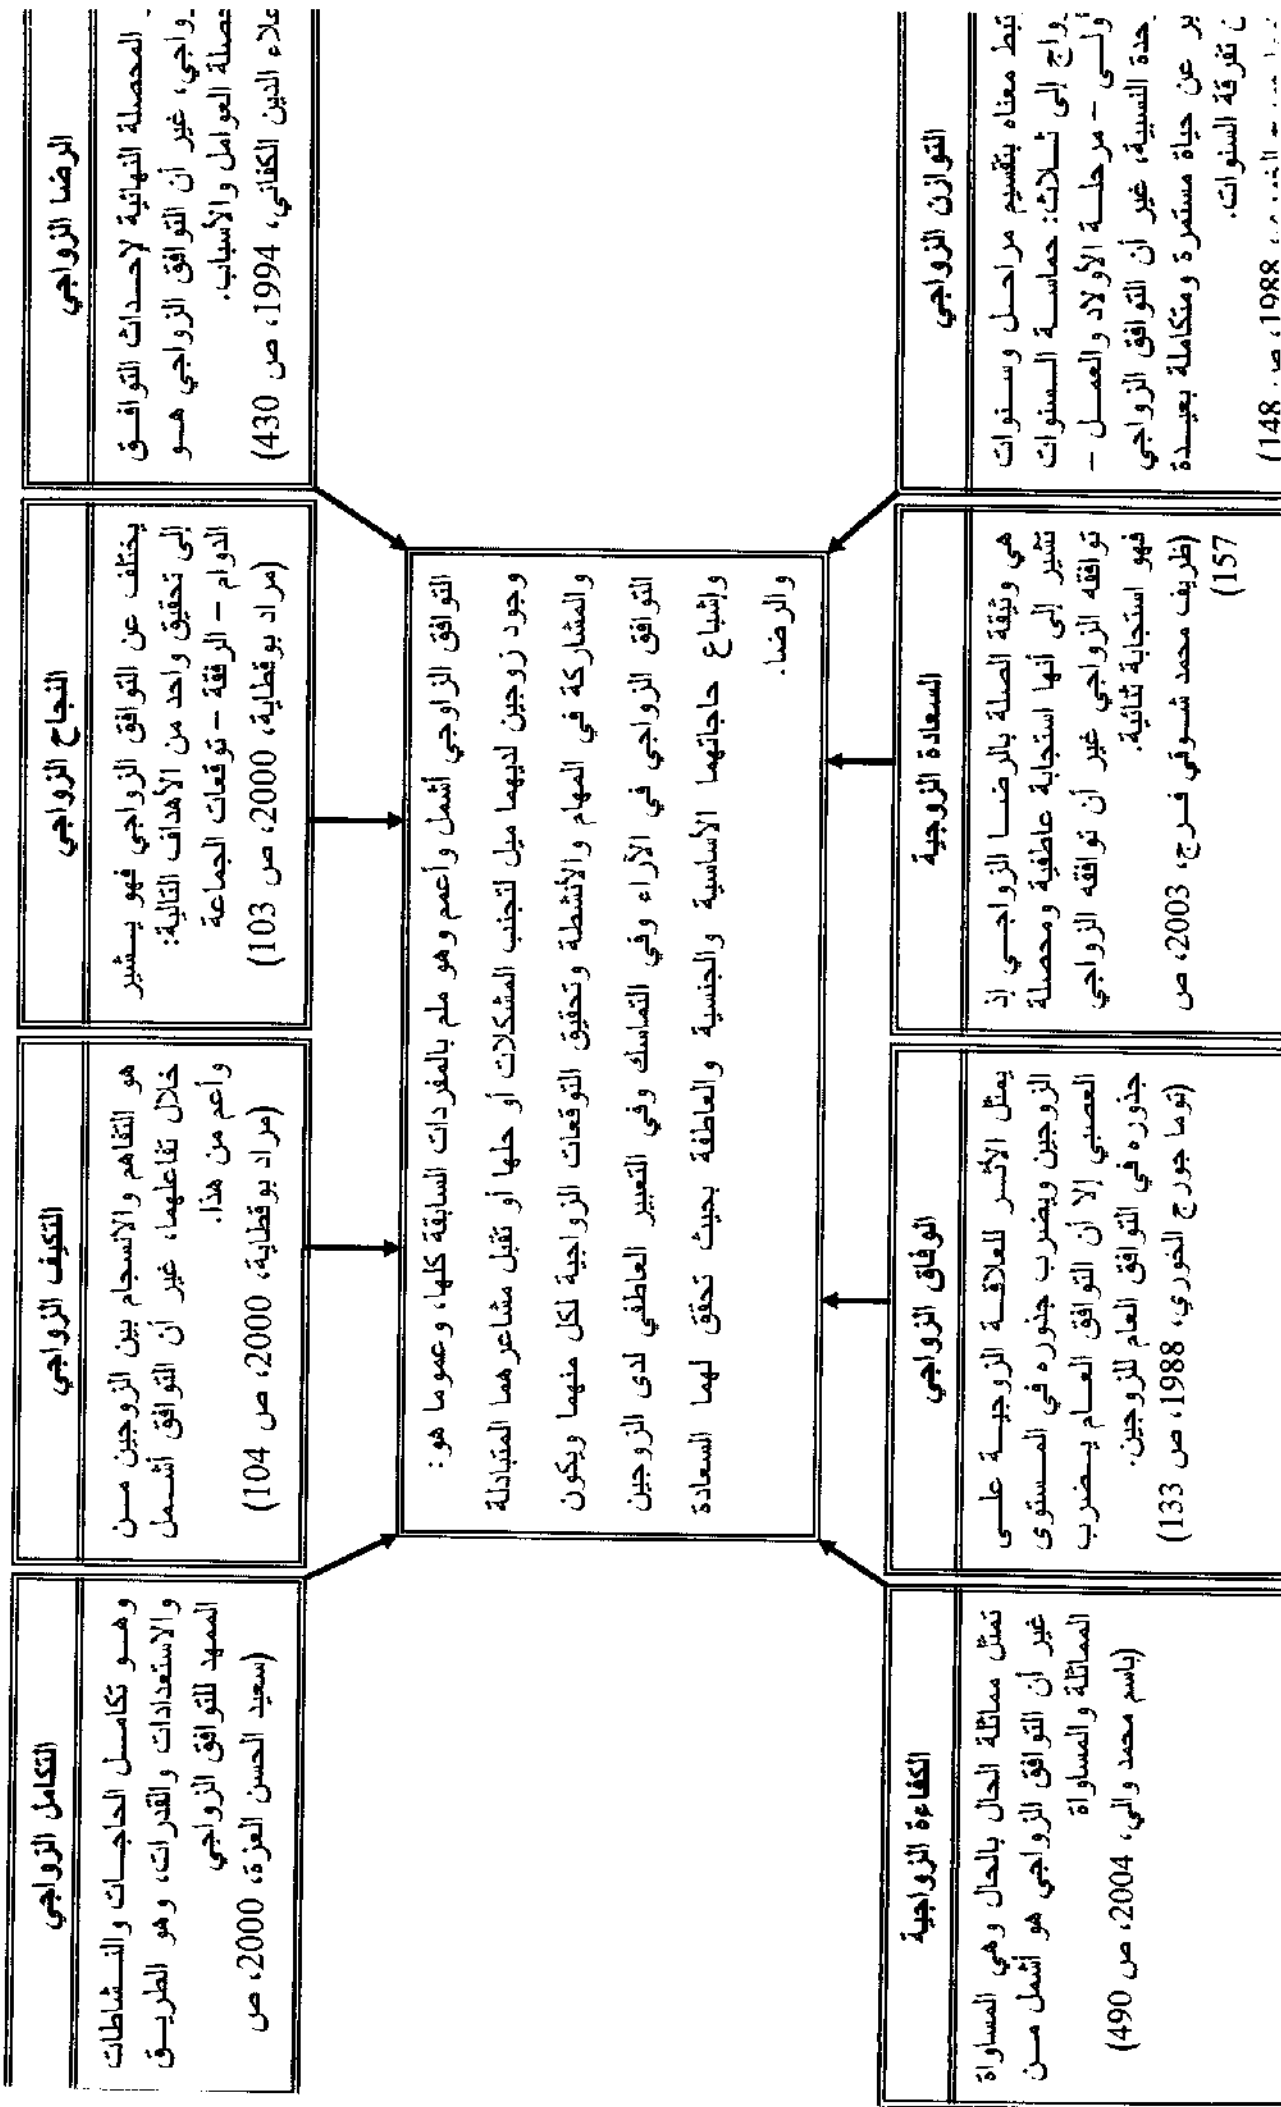 الرضا الزواجي
المحصلة النهائية لاحداث التوافق
غير أن التوافق الزواجي هو
العوامل والأسباب.
علاء الدين الكفافي، 1994، ص 430)
النجاح الزواجي
يختلف عن التوافق الزواجي فهو يشير
إلى تحقيق واحد من الأهداف التالية:
الدوام – الرفقة – توقعات الجماعة
(مراد بوقطاية، 2000، ص 103)
التكيف الزواجي
هو التفاهم والانسجام بين الزوجين من
خلال تفاعلهما، غير أن التوافق أشمل
وأعم من هذا.
(مراد بوقطاية، 2000، ص 104)
التكامل الزواجي
وهو تكامل الحاجات والنشاطات
والاستعدادات والقدرات، وهو الطريق
الممهد للتوافق الزواجي
(سعيد الحسن العزة، 2000، ص
التوافق الزاوجي أشمل وأعمم وهو ملم بالمفردات السابقة كلها، وعموما هو:
وجود زوجين لديهما ميل لتجنب المشكلات أو حلها أو تقبل مشاعرهما المتبادلة
والمشاركة في المهام والأنشطة وتحقيق التوقعات الزواجية لكل منهما ويكون
التوافق الزواجي في الآراء وفي التماسك وفي التعبير العاطفي لدى الزوجين
وإشباع حاجاتهما الأساسية والجنسية والعاطفة بحيث تحقق لهما السعادة
والرضا.
التوازن الزواجي
معناه بتقسيم مراحل وسنوات
إلى ثلاث: حماسة السنوات
– مرحلة الأولاد والعمل –
النسبية، غير أن التوافق الزواجي
عن حياة مستمرة ومتكاملة بعيدة
تفرقة السنوات.
1988، ص 148)
السعادة الزوجية
هي وثيقة الصلة بالرضا الزواجي إذ
تشير إلى أنها استجابة عاطفية ومحصلة
توافقه الزواجي غير أن توافقه الزواجي
فهو استجابة ثنائية.
(ظريف محمد شوقي فرج، 2003، ص
157)
الوفاق الزواجي
يمثل الأثر للعلاقة الزوجية على
الزوجين ويضرب جذوره في المستوى
العصبي إلا أن التوافق العام يضرب
جذوره في التوافق العام للزوجين.
(توما جورج الخوري، 1988، ص 133)
الكفاءة الزواجية
تمثل مماثلة الحال بالحال وهي المساواة
غير أن التوافق الزواجي هو أشمل من
المماثلة والمساواة
(باسم محمد والي، 2004، ص 490)